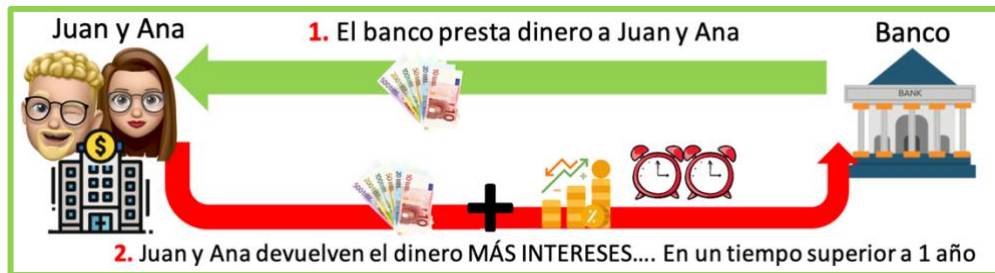 Juan y Ana
1. El banco presta dinero a Juan y Ana
Banco
BANK
2. Juan y Ana devuelven el dinero MÁS INTERESES.... En un tiempo superior a 1 año